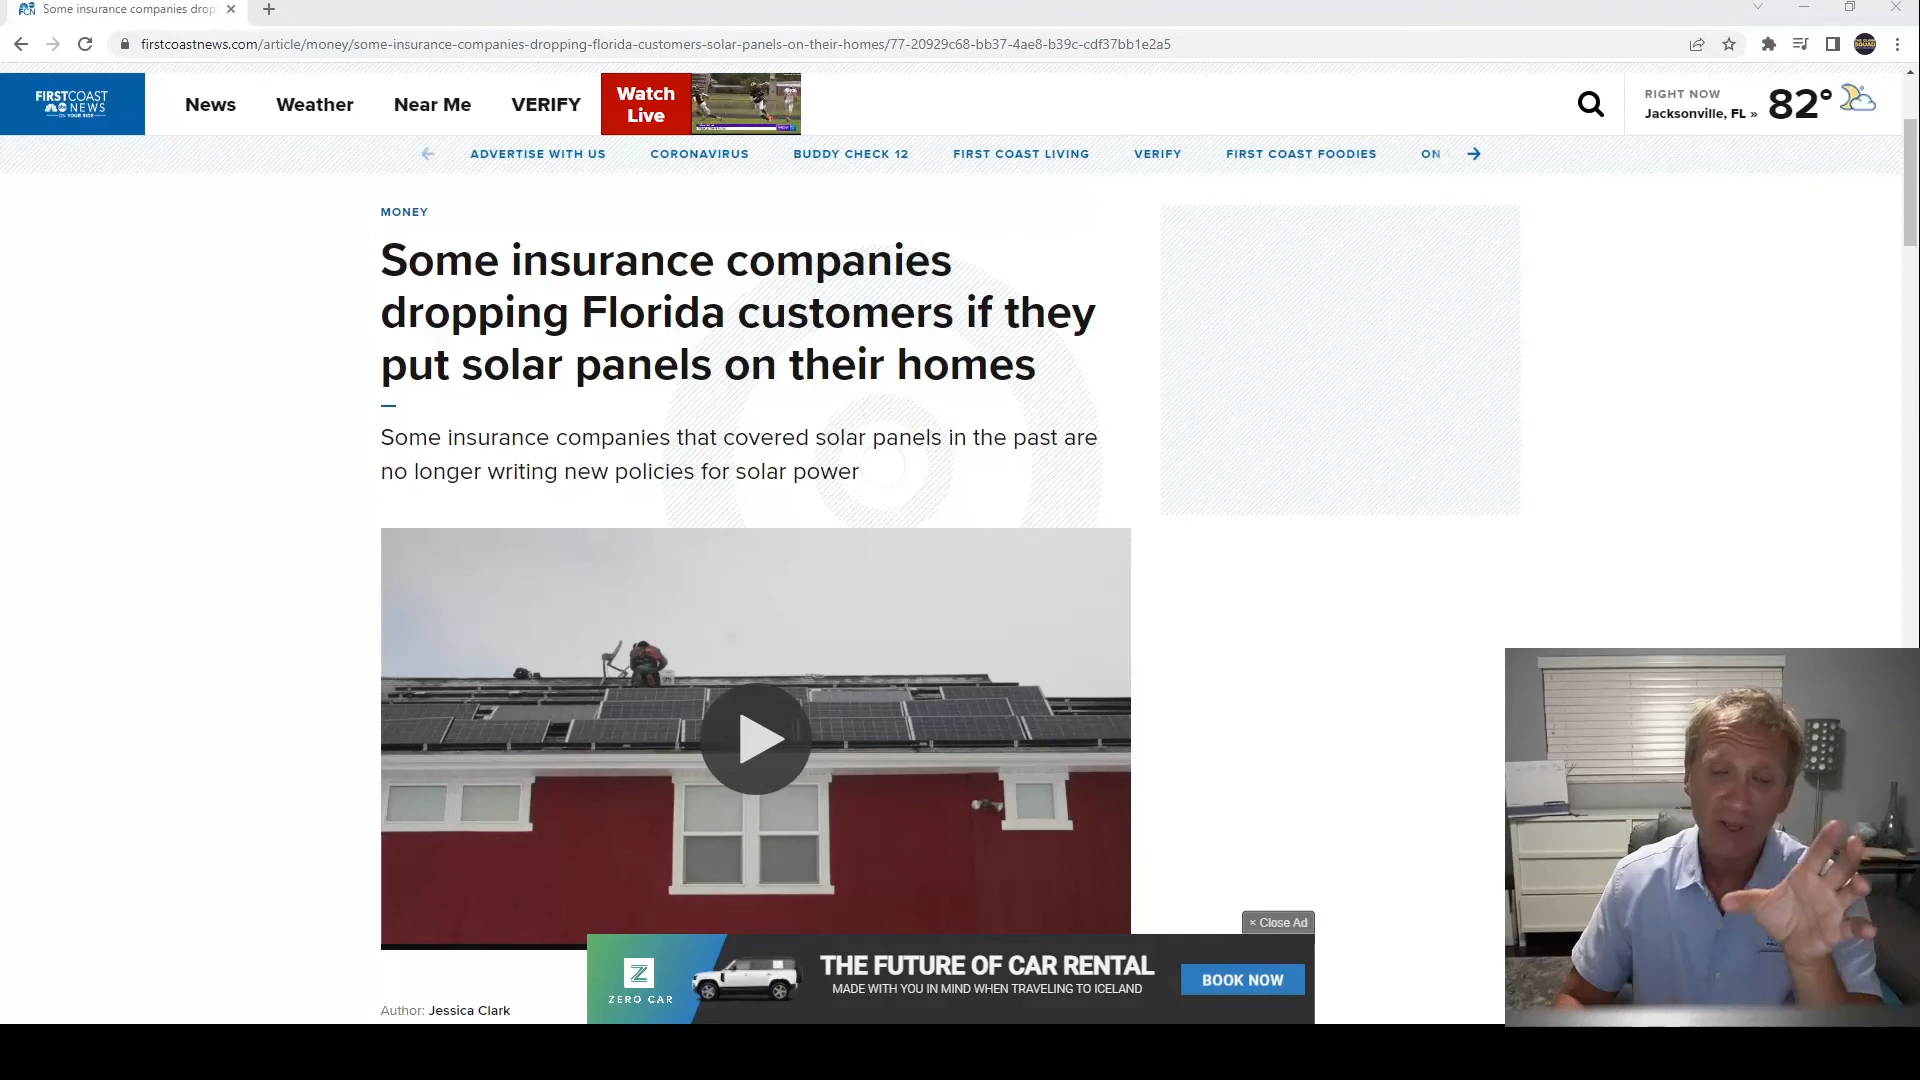 Some insurance companies drop
firstcoastnews.com/article/money/some-insurance-companies-dropping-florida-customers-solar-panels-on-their-homes/77-20929c68-bb37-4ae8-b39c-cdf37bb1e2a5
FIRST COAST
NEWS
ON YOUR SIDE
News
Weather
Near Me
VERIFY
Watch
Live
RIGHT NOW
Jacksonville, FL »
82°
ADVERTISE WITH US
CORONAVIRUS
BUDDY CHECK 12
FIRST COAST LIVING
VERIFY
FIRST COAST FOODIES
ON
MONEY
Some insurance companies
dropping Florida customers if they
put solar panels on their homes
Some insurance companies that covered solar panels in the past are
no longer writing new policies for solar power
× Close Ad
Z
ZERO CAR
THE FUTURE OF CAR RENTAL
MADE WITH YOU IN MIND WHEN TRAVELING TO ICELAND
BOOK NOW
Author: Jessica Clark